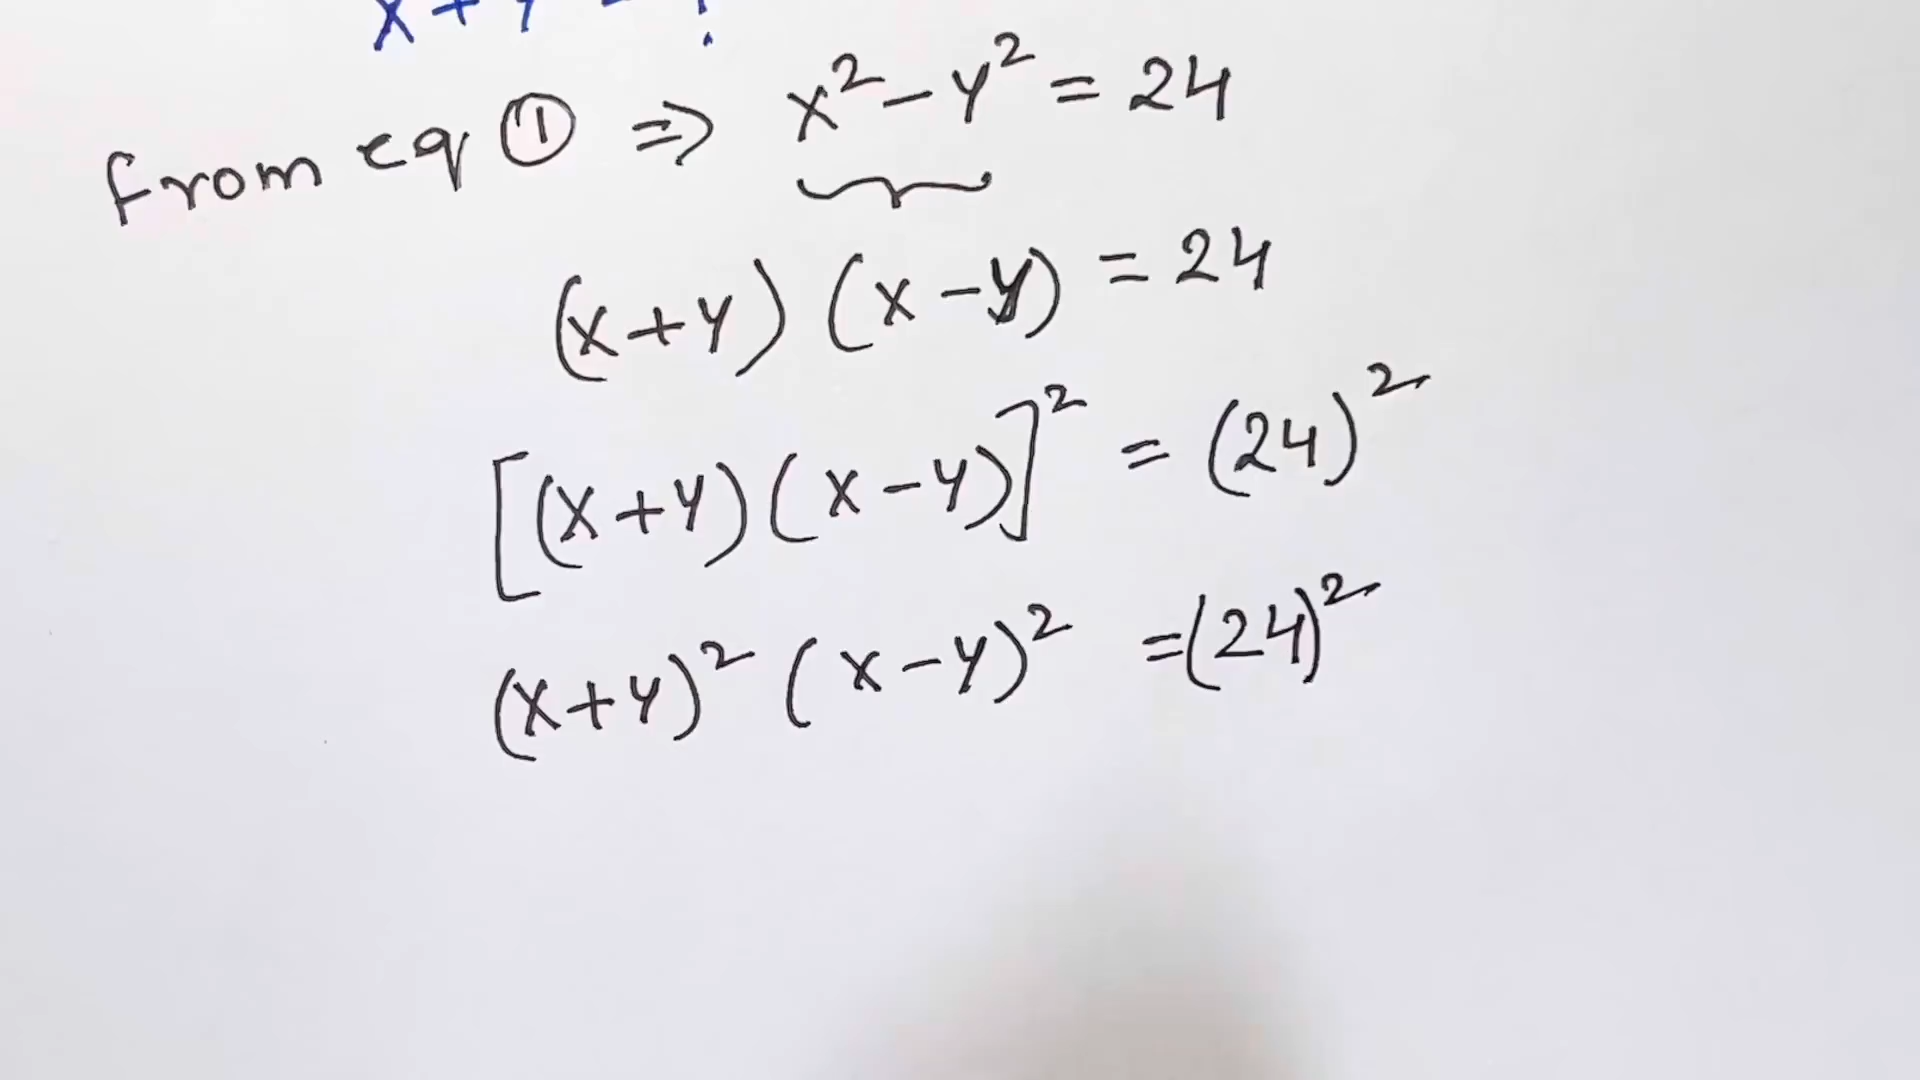 x + y = ?
from eq ① ⇒ x² - y² = 24
(x+y) (x-y) = 24
[(x+y)(x-y)]² = (24)²
(x+y)² (x-y)² = (24)²